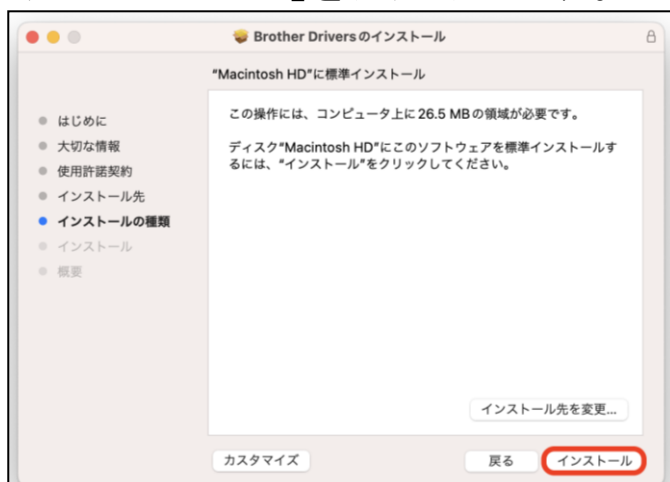 Brother Driversのインストール
"Macintosh HD"に標準インストール
はじめに
大切な情報
使用許諾契約
インストール先
インストールの種類
インストール
概要
この操作には、コンピュータ上に26.5 MBの領域が必要です。
ディスク"Macintosh HD"にこのソフトウェアを標準インストールす
るには、"インストール"をクリックしてください。
インストール先を変更...
カスタマイズ
戻る
インストール